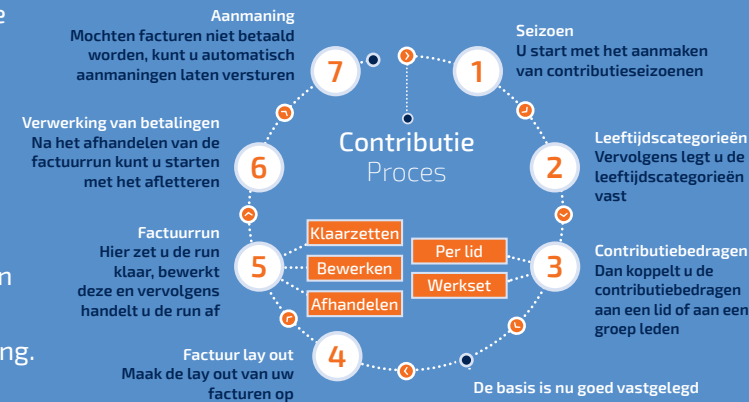 Contributie
Proces
1
Seizoen
U start met het aanmaken
van contributieseizoenen
2
Leeftijdscategorieën
Vervolgens legt u de
leeftijdscategorieën
vast
3
Contributiebedragen
Dan koppelt u de
contributiebedragen
aan een lid of aan een
groep leden
Per lid
Werkset
De basis is nu goed vastgelegd
4
Factuur lay out
Maak de lay out van uw
facturen op
5
Factuurrun
Hier zet u de run
klaar, bewerkt
deze en vervolgens
handelt u de run af
Klaarzetten
Bewerken
Afhandelen
6
Verwerking van betalingen
Na het afhandelen van de
factuurrun kunt u starten
met het afletteren
7
Aanmaning
Mochten facturen niet betaald
worden, kunt u automatisch
aanmaningen laten versturen